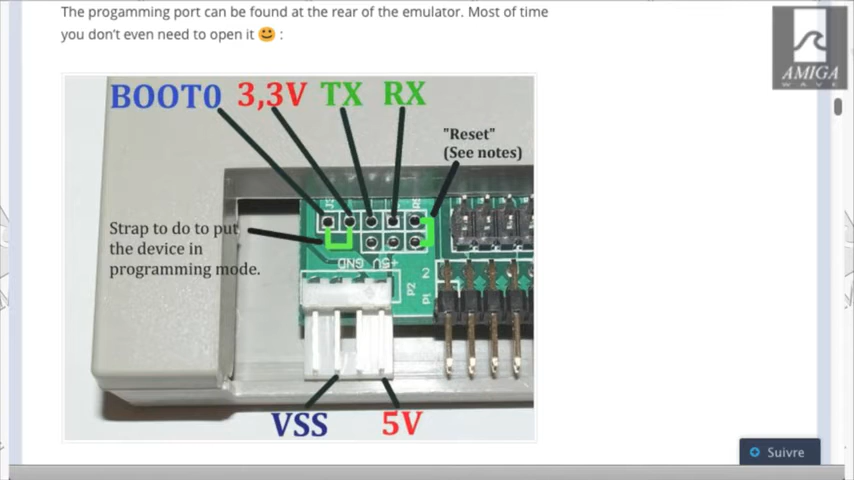 The progamming port can be found at the rear of the emulator. Most of time
you don't even need to open it :
AMIGA
WAVE
BOOT0 3,3V TX RX
"Reset"
(See notes)
Strap to do to put
the device in
programming mode.
GND +5V
2
P2
P1
VSS 5V
Suivre